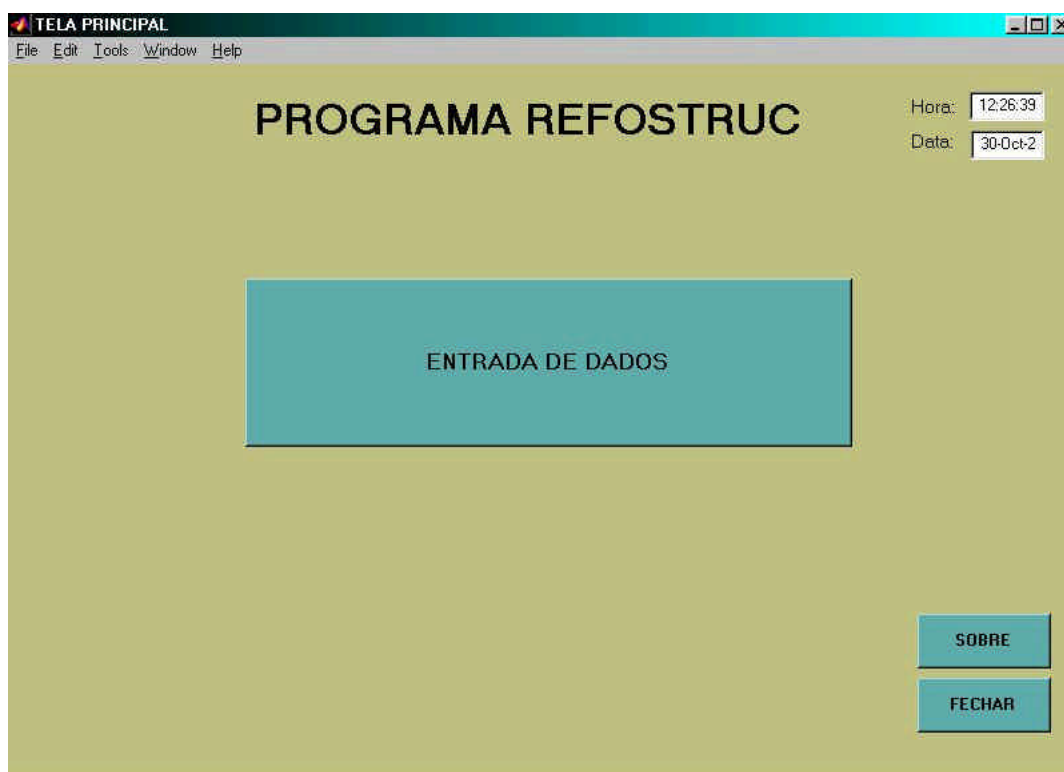 TELA PRINCIPAL
File Edit Tools Window Help
PROGRAMA REFOSTRUC
Hora: 12:26:39
Data: 30-Oct-2
ENTRADA DE DADOS
SOBRE
FECHAR